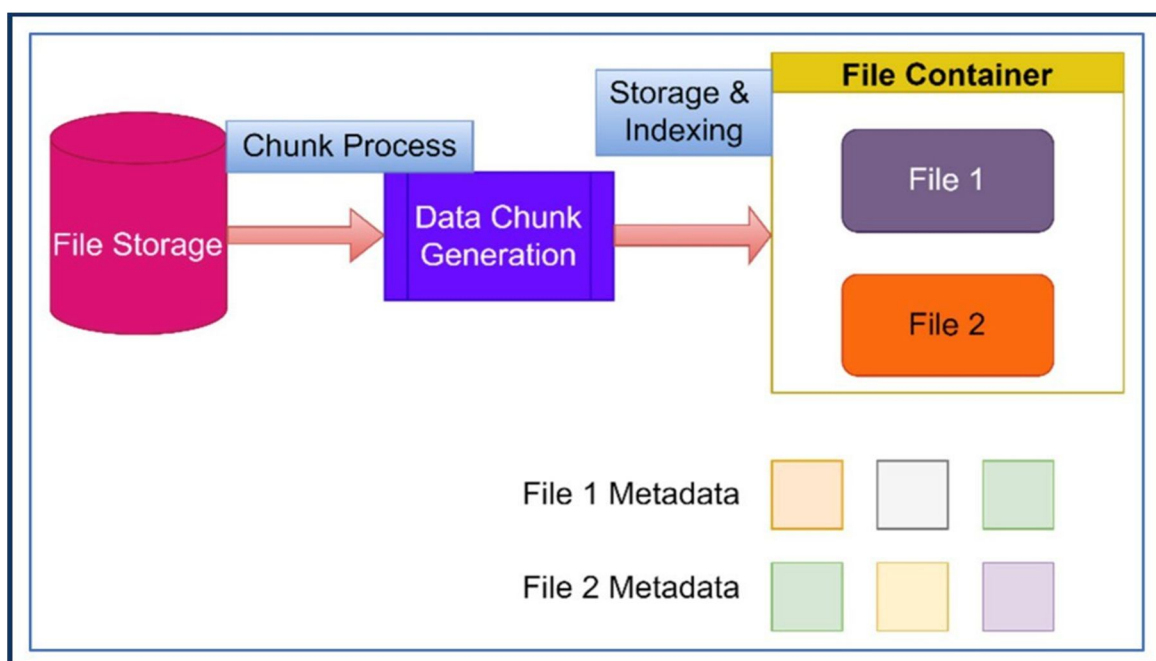 File Storage
Chunk Process
Data Chunk
Generation
Storage &
Indexing
File Container
File 1
File 2
File 1 Metadata
File 2 Metadata